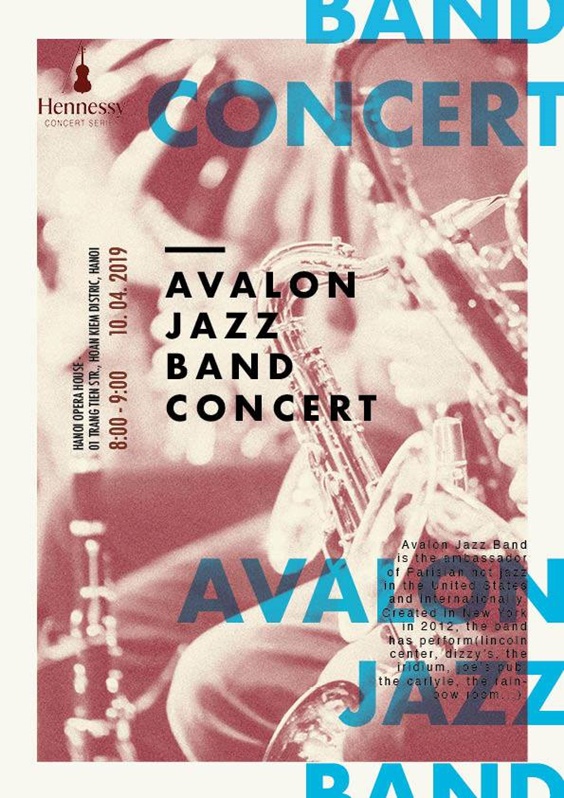 BAND
CONCERT
Hennessy
CONCERT SERI
HANOI OPERA HOUSE -
01 TRANG TIEN STR., HOAN KIEM DISTRIC, HANOI
8:00 - 9:00 10. 04. 2019
AVALON
JAZZ
BAND
CONCERT
AVALON
JAZZ
BAND
Avalon Jazz Band
is the ambassador
of Parisian hot jazz
in the United States
and Internationally.
Created in New York
in 2012, the band
has perform(lincoln
center, dizzy's, the
iridium, joe's pub,
the carlyle, the rain-
bow room...).